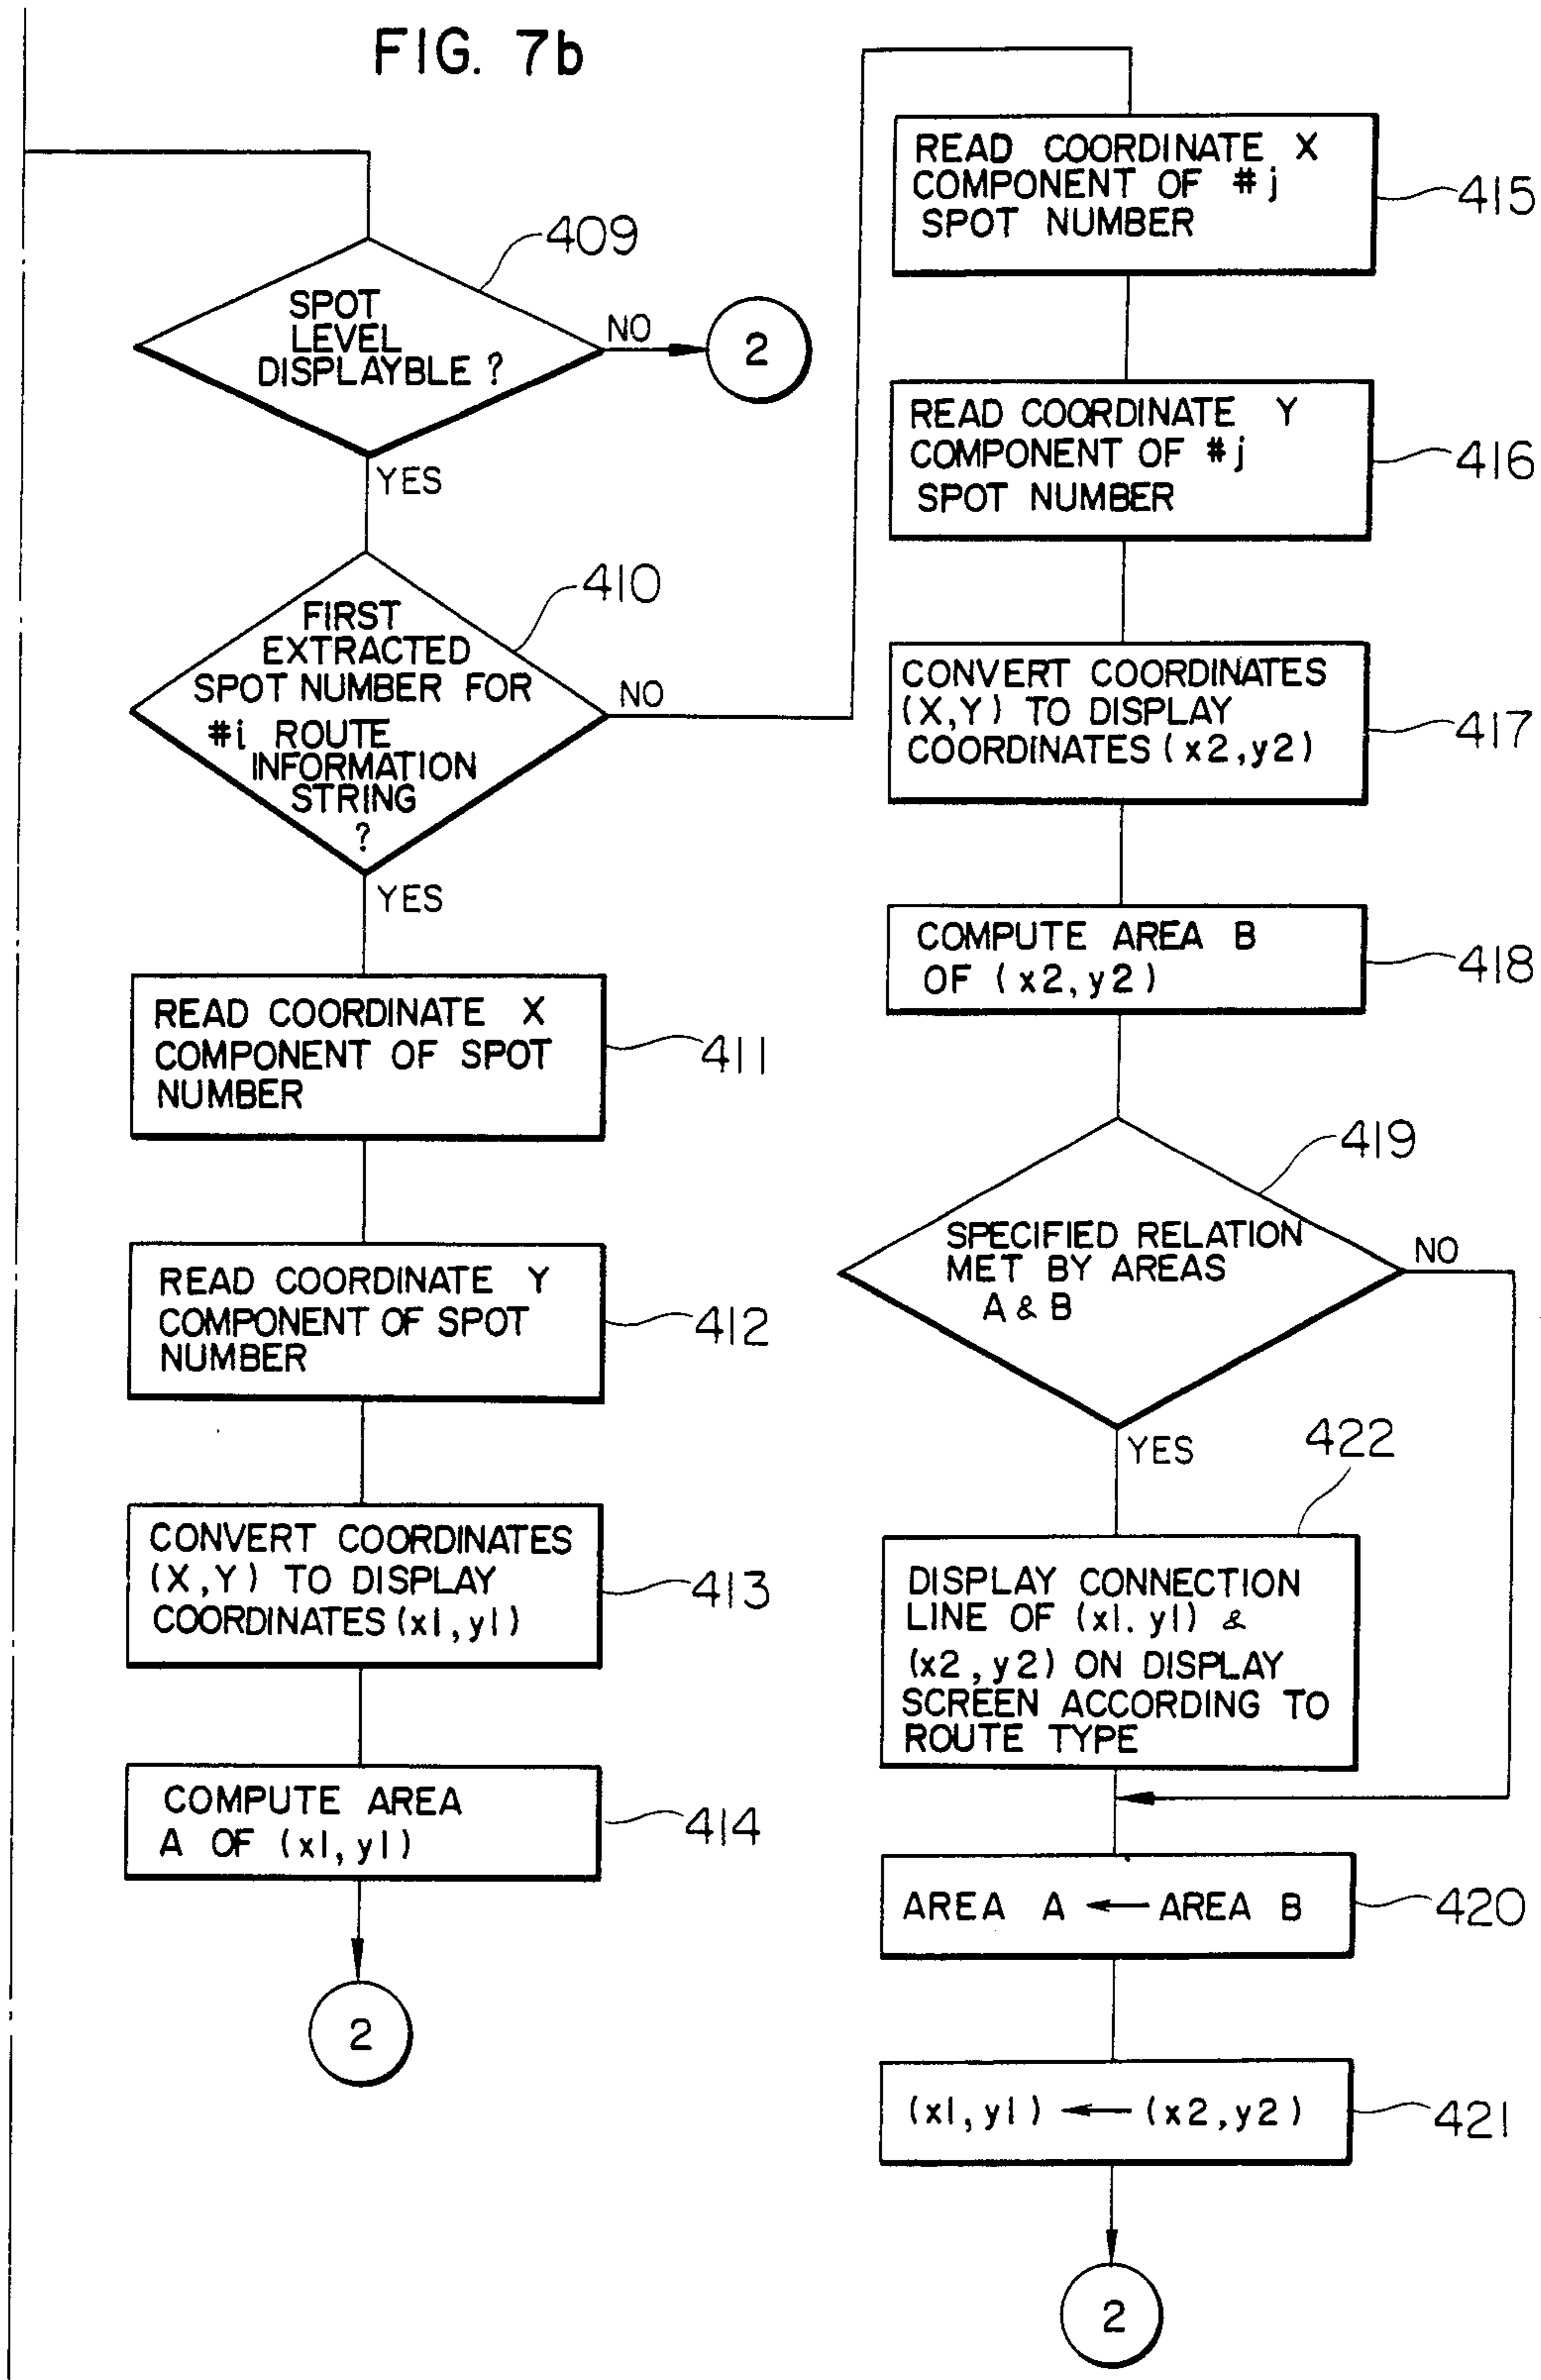 FIG. 7b
409
SPOT
LEVEL
DISPLAYBLE ?
NO
2
YES
410
FIRST
EXTRACTED
SPOT NUMBER FOR
#i ROUTE
INFORMATION
STRING
?
NO
YES
READ COORDINATE X
COMPONENT OF SPOT
NUMBER
411
READ COORDINATE Y
COMPONENT OF SPOT
NUMBER
412
CONVERT COORDINATES
(X,Y) TO DISPLAY
COORDINATES (x1,y1)
413
COMPUTE AREA
A OF (x1,y1)
414
2
READ COORDINATE X
COMPONENT OF #j
SPOT NUMBER
415
READ COORDINATE Y
COMPONENT OF #j
SPOT NUMBER
416
CONVERT COORDINATES
(X,Y) TO DISPLAY
COORDINATES (x2,y2)
417
COMPUTE AREA B
OF (x2,y2)
418
419
SPECIFIED RELATION
MET BY AREAS
A & B
NO
YES
422
DISPLAY CONNECTION
LINE OF (x1.y1) &
(x2,y2) ON DISPLAY
SCREEN ACCORDING TO
ROUTE TYPE
AREA A ← AREA B
420
(x1,y1) ← (x2,y2)
421
2